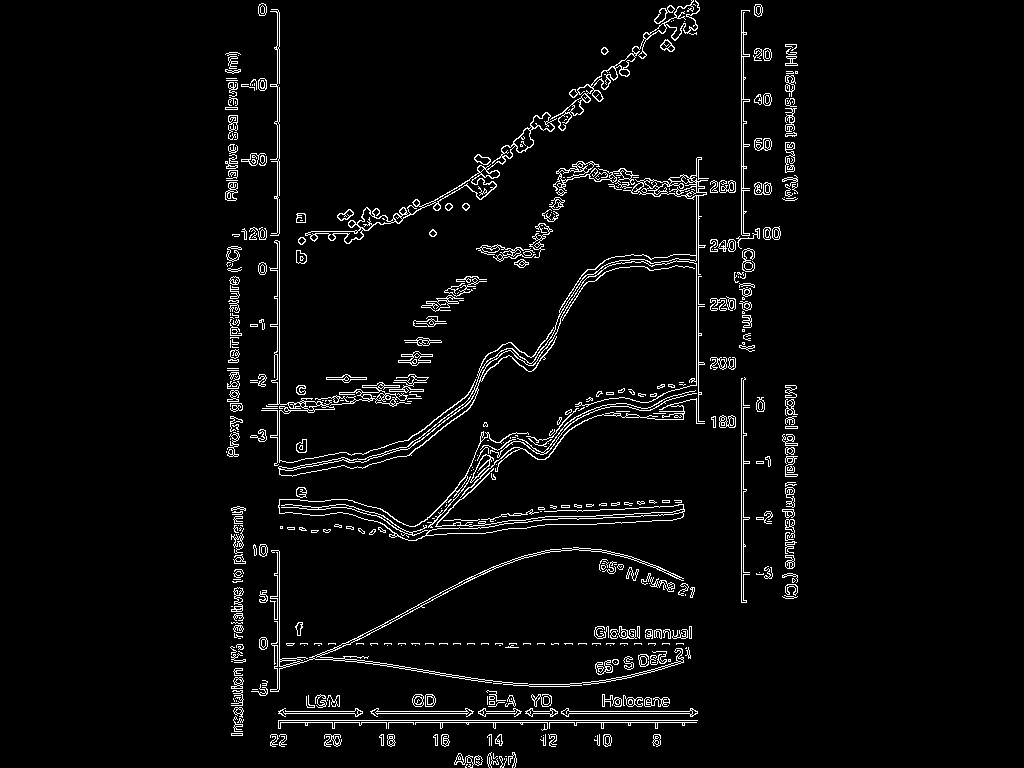 0
0
Relative sea level (m)
NH ice-sheet area (%)
20
40
40
60
80
80
260
a
120
100
240
b
Proxy global temperature (°C)
0
CO2 (p.p.m.v.)
220
–1
200
–2
c
0
180
Model global temperature (°C)
–3
d
–1
e
–2
Insolation (% relative to present)
10
–3
65° N June 21
5
f
Global annual
0
65° S Dec. 21
–5
LGM
OD
B–A
YD
Holocene
22
20
18
16
14
12
10
8
Age (kyr)